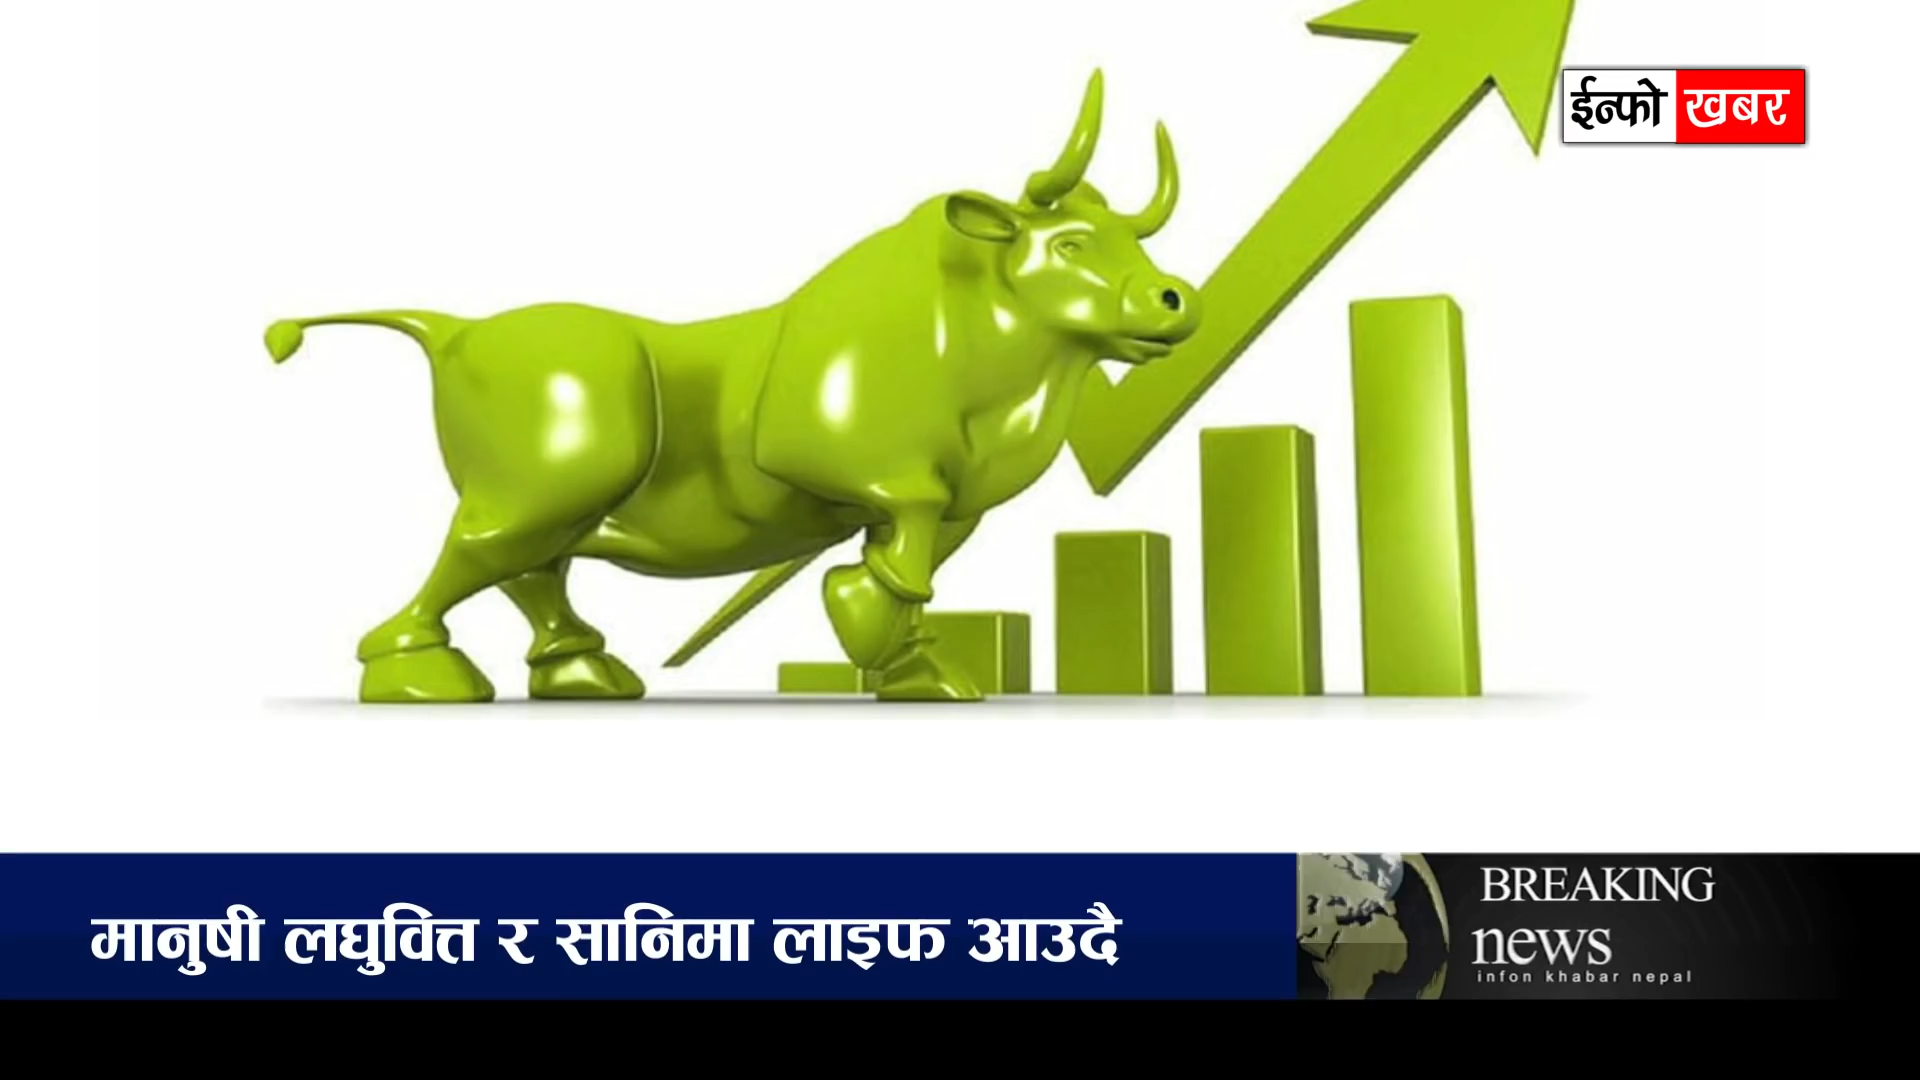 ईन्फो खबर
मानुषी लघुवित्त र सानिमा लाइफ आउदै
BREAKING
news
infon khabar nepal